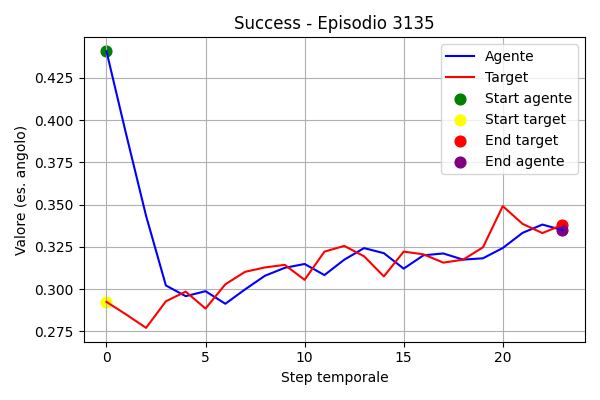 Success - Episodio 3135
Valore (es. angolo)
0.425
0.400
0.375
0.350
0.325
0.300
0.275
Agente
Target
Start agente
Start target
End target
End agente
0
5
10
15
20
Step temporale